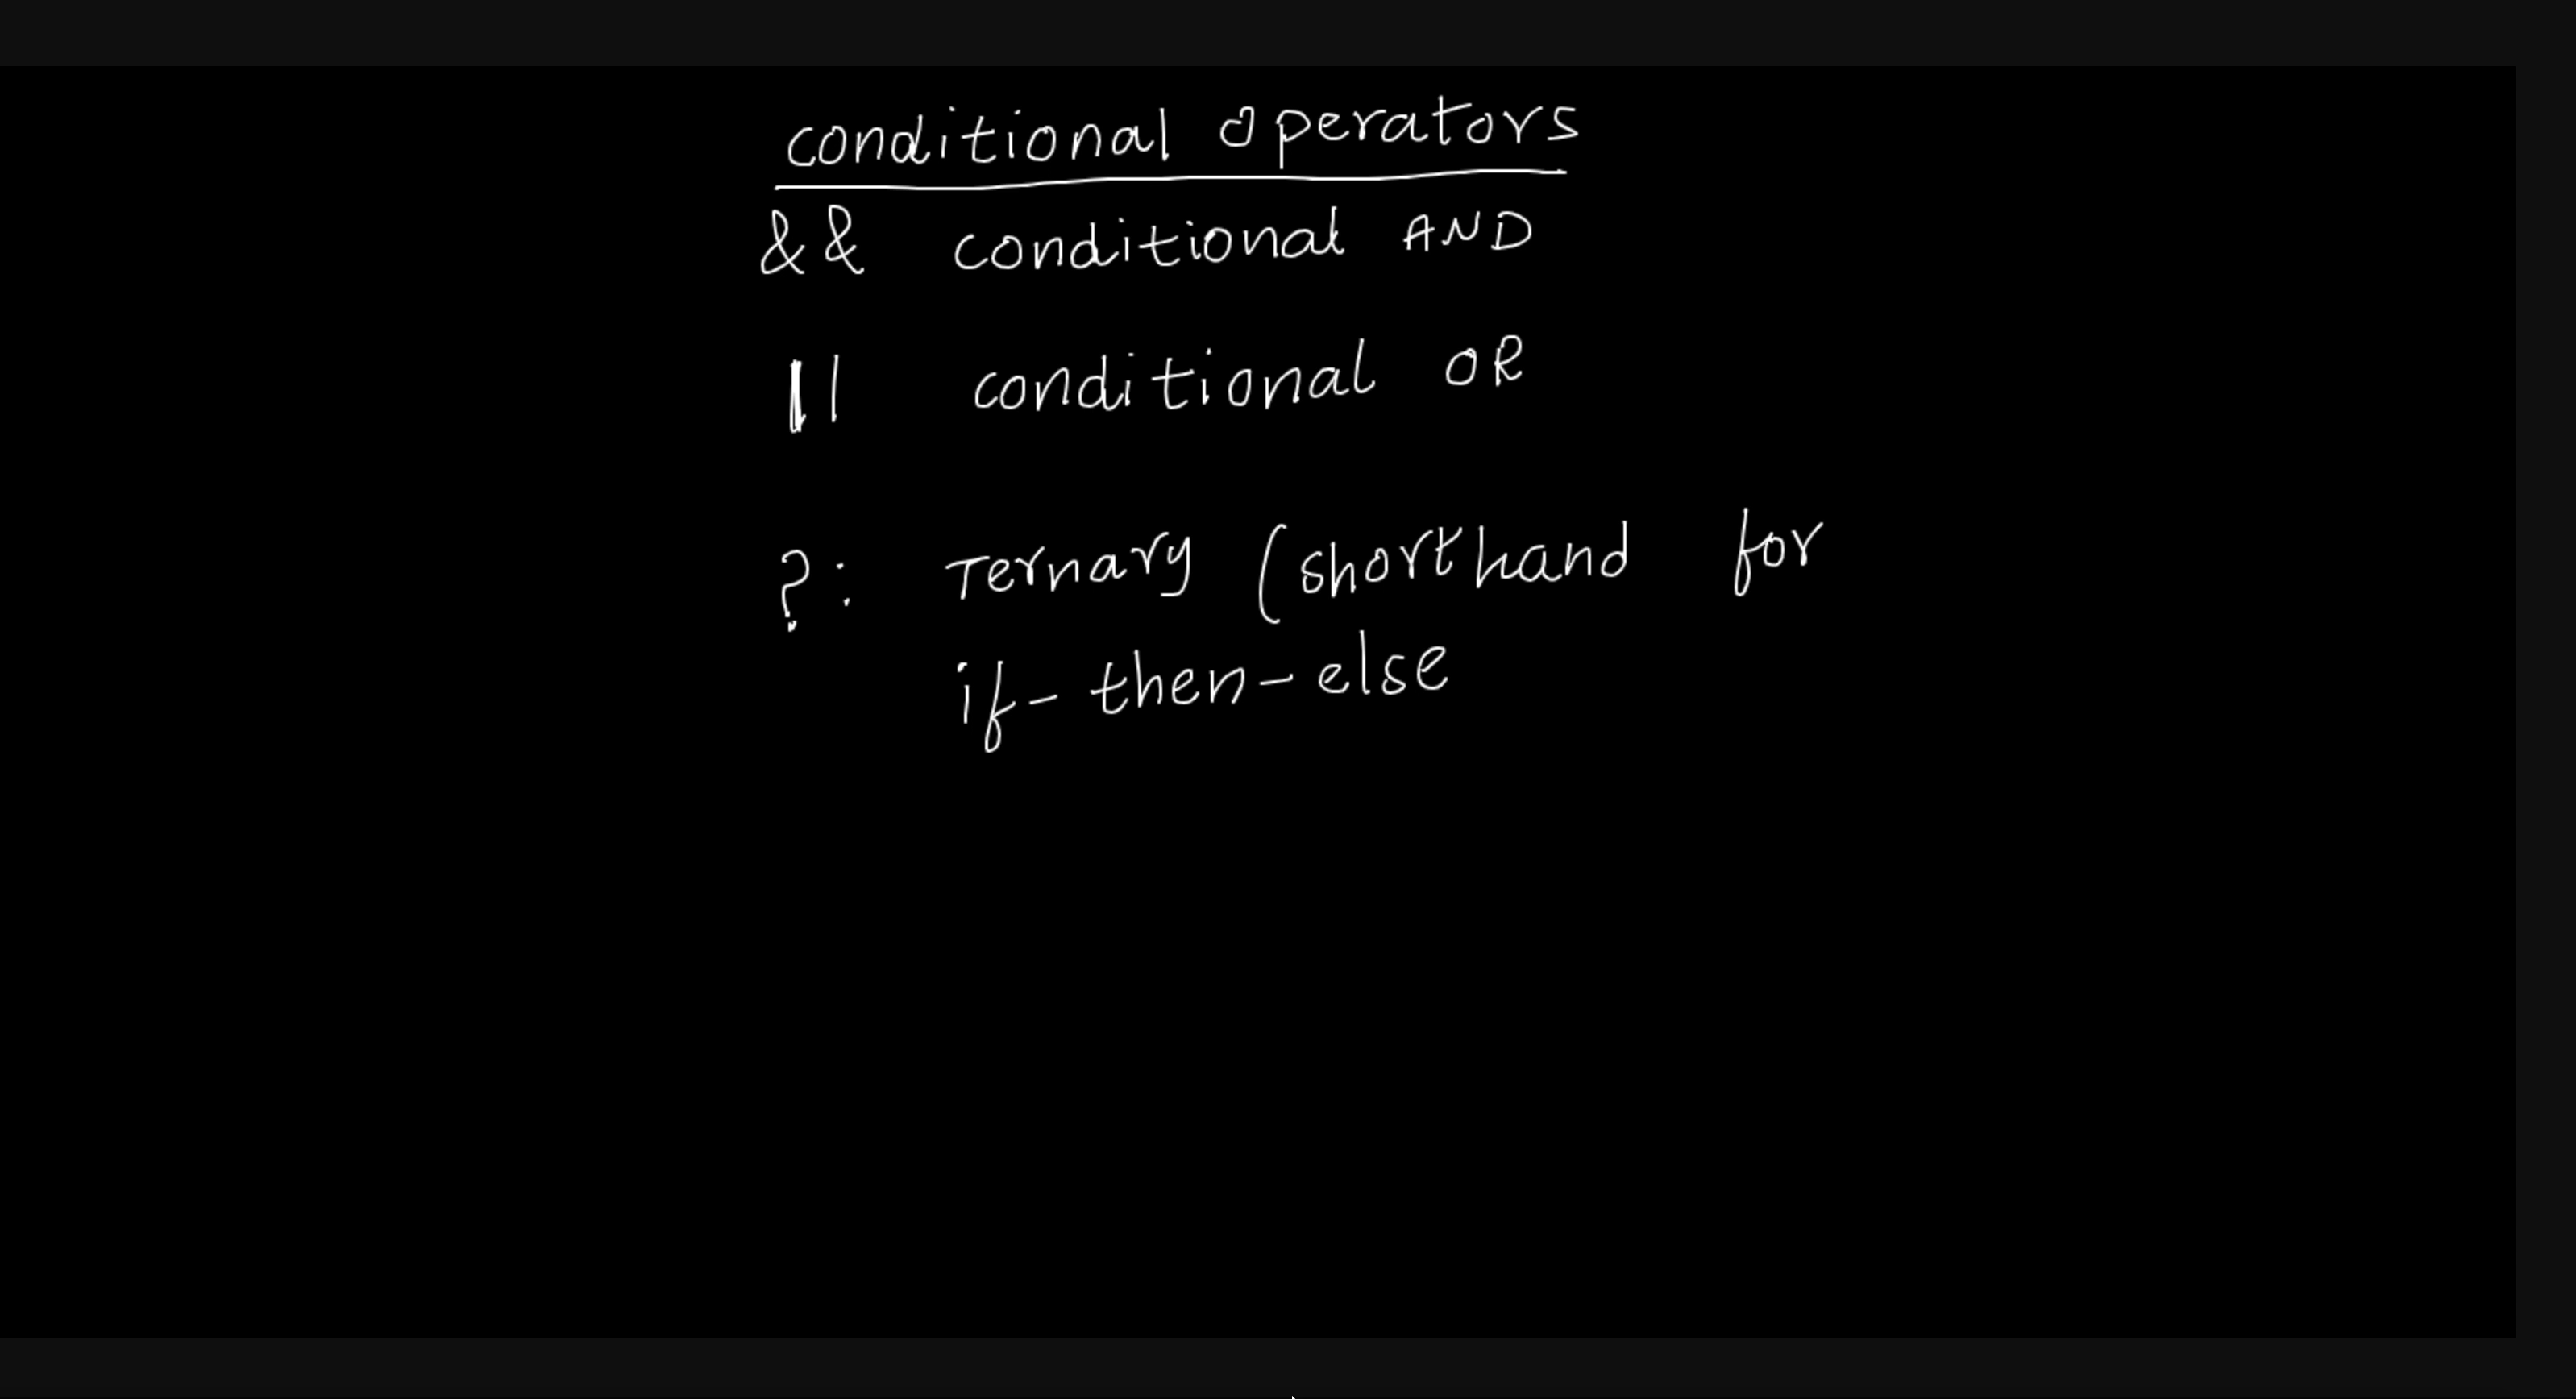 conditional operators
&& conditional AND
|| conditional OR
?: Ternary (shorthand for
if-then-else